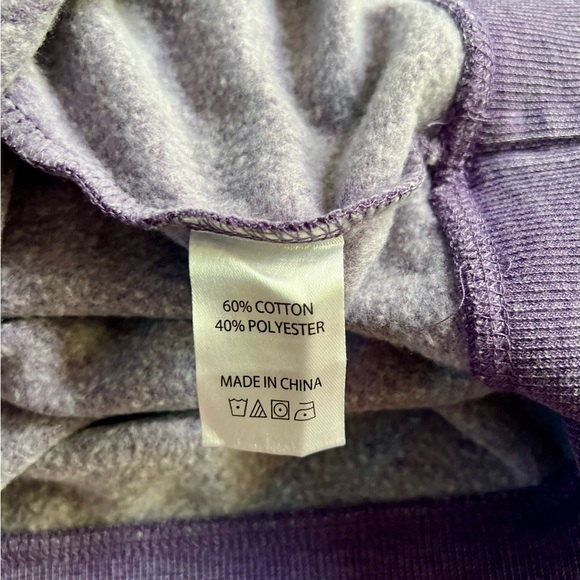 60% COTTON
40% POLYESTER
MADE IN CHINA